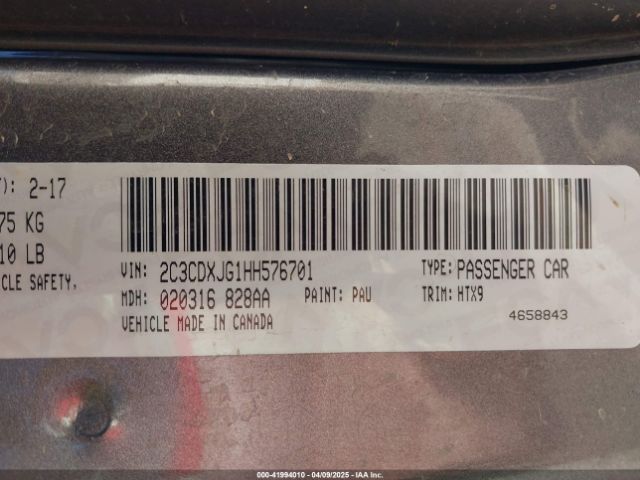 T): 2-17
75 KG
10 LB
ICLE SAFETY,
VIN: 2C3CDXJG1HH576701
TYPE: PASSENGER CAR
MDH: 020316 828AA
PAINT: PAU
TRIM: HTX9
VEHICLE MADE IN CANADA
4658843
000-41994010 - 04/09/2025 - IAA Inc.